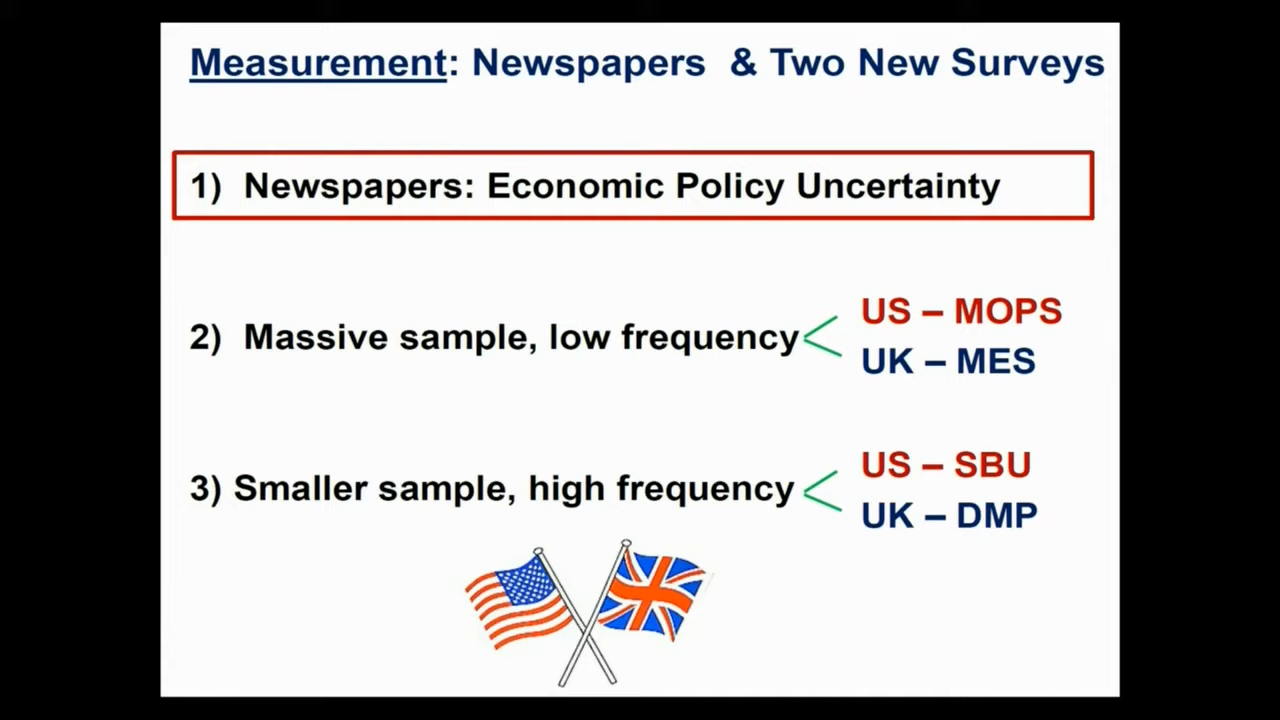 Measurement: Newspapers & Two New Surveys
1) Newspapers: Economic Policy Uncertainty
2) Massive sample, low frequency
US – MOPS
UK – MES
3) Smaller sample, high frequency
US – SBU
UK – DMP